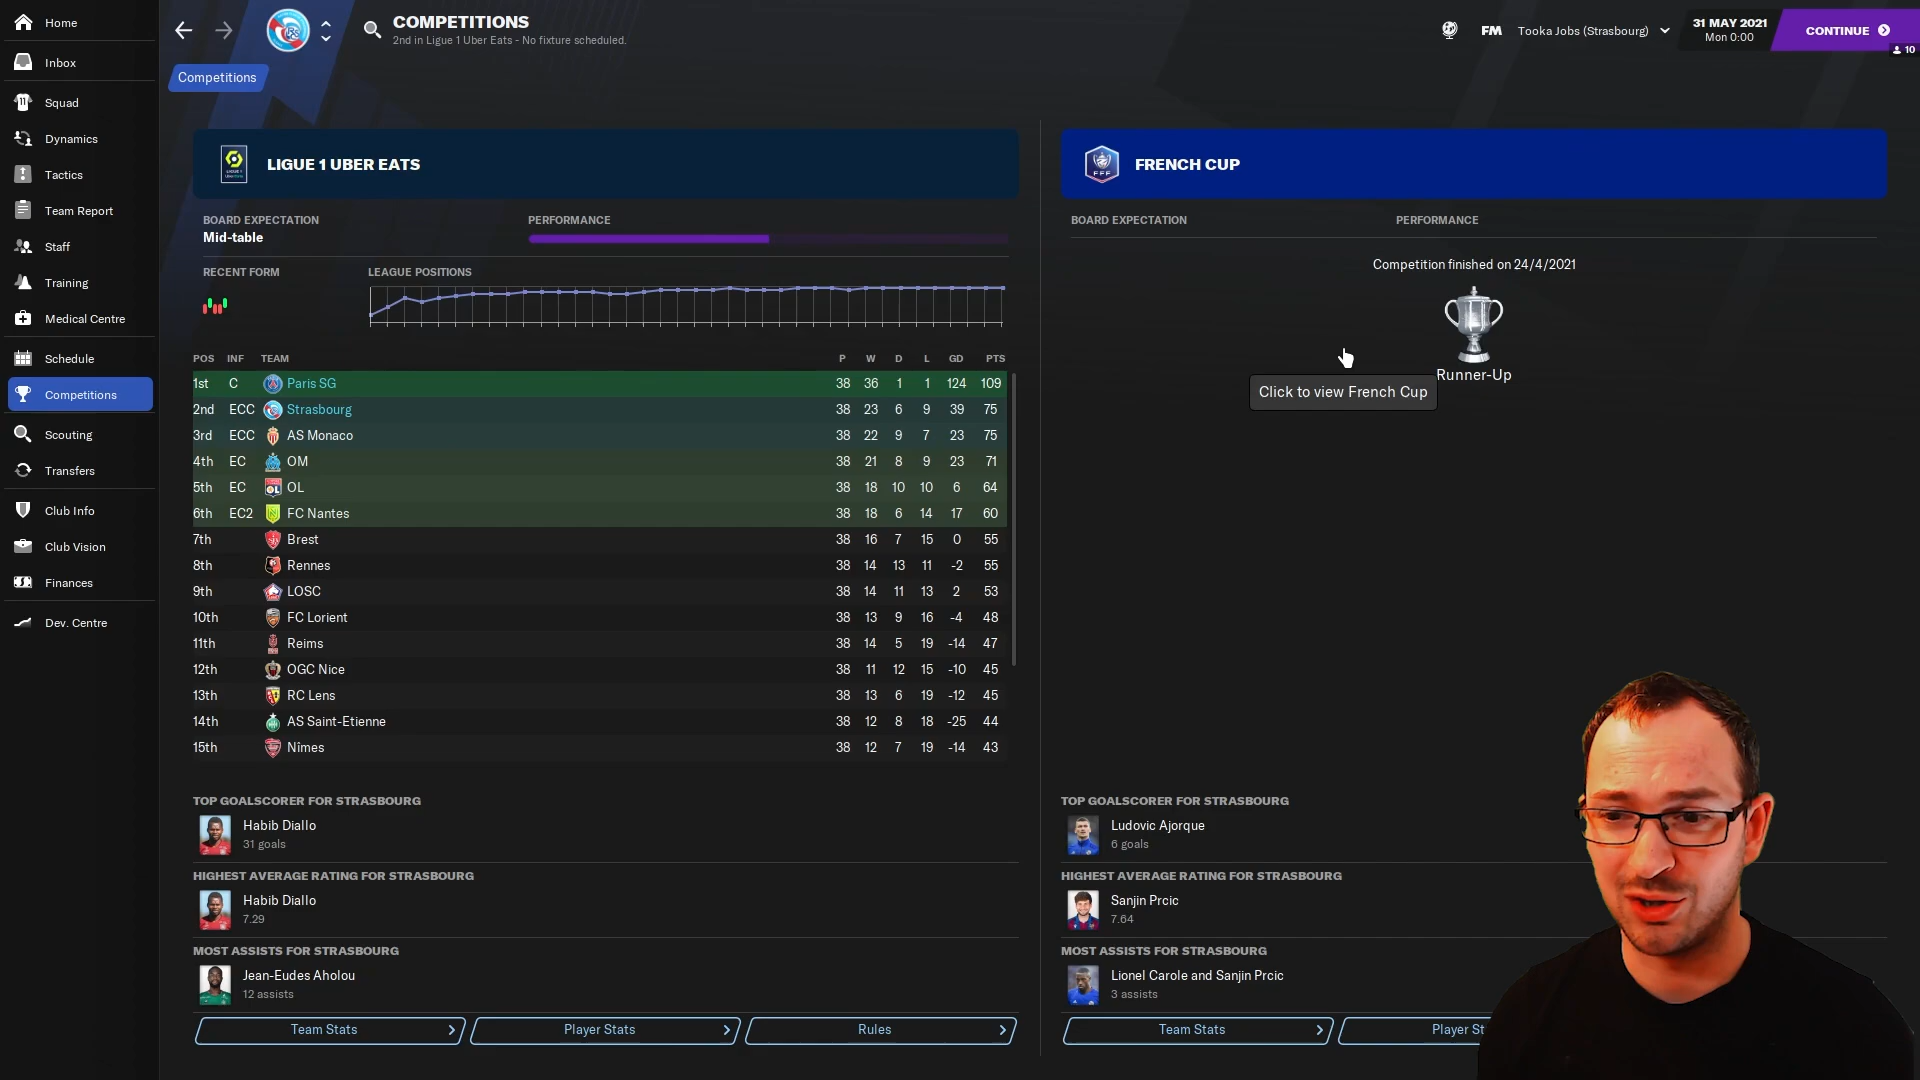 Home
Inbox
Squad
Dynamics
Tactics
Team Report
Staff
Training
Medical Centre
Schedule
Competitions
Scouting
Transfers
Club Info
Club Vision
Finances
Dev. Centre
COMPETITIONS
2nd in Ligue 1 Uber Eats - No fixture scheduled.
FM
Tooka Jobs (Strasbourg)
31 MAY 2021
Mon 0:00
CONTINUE
10
Competitions
LIGUE 1 UBER EATS
BOARD EXPECTATION PERFORMANCE
Mid-table
RECENT FORM LEAGUE POSITIONS
POS INF TEAM P W D L GD PTS
1st C Paris SG 38 36 1 1 124 109
2nd ECC Strasbourg 38 23 6 9 39 75
3rd ECC AS Monaco 38 22 9 7 23 75
4th EC OM 38 21 8 9 23 71
5th EC OL 38 18 10 10 6 64
6th EC2 FC Nantes 38 18 6 14 17 60
7th Brest 38 16 7 15 0 55
8th Rennes 38 14 13 11 -2 55
9th LOSC 38 14 11 13 2 53
10th FC Lorient 38 13 9 16 -4 48
11th Reims 38 14 5 19 -14 47
12th OGC Nice 38 11 12 15 -10 45
13th RC Lens 38 13 6 19 -12 45
14th AS Saint-Etienne 38 12 8 18 -25 44
15th Nîmes 38 12 7 19 -14 43
TOP GOALSCORER FOR STRASBOURG
Habib Diallo
31 goals
HIGHEST AVERAGE RATING FOR STRASBOURG
Habib Diallo
7.29
MOST ASSISTS FOR STRASBOURG
Jean-Eudes Aholou
12 assists
Team Stats
Player Stats
Rules
FRENCH CUP
FFF
BOARD EXPECTATION PERFORMANCE
Competition finished on 24/4/2021
Runner-Up
Click to view French Cup
TOP GOALSCORER FOR STRASBOURG
Ludovic Ajorque
6 goals
HIGHEST AVERAGE RATING FOR STRASBOURG
Sanjin Prcic
7.64
MOST ASSISTS FOR STRASBOURG
Lionel Carole and Sanjin Prcic
3 assists
Team Stats
Player St